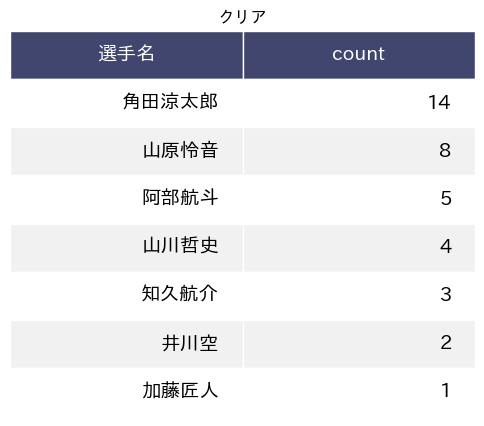 クリア
選手名 count
角田涼太郎 14
山原怜音 8
阿部航斗 5
山川哲史 4
知久航介 3
井川空 2
加藤匠人 1